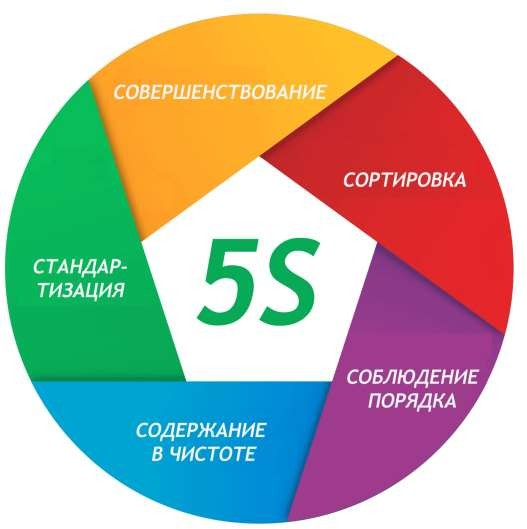 СОВЕРШЕНСТВОВАНИЕ
СОРТИРОВКА
СТАНДАР-
ТИЗАЦИЯ
5S
СОБЛЮДЕНИЕ
ПОРЯДКА
СОДЕРЖАНИЕ
В ЧИСТОТЕ